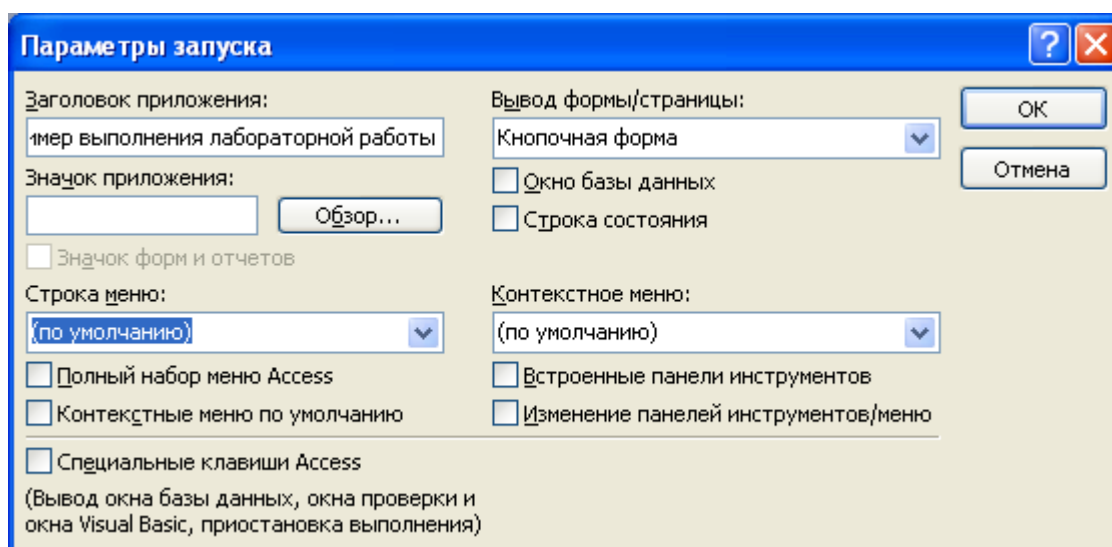 Параметры запуска
Заголовок приложения:
выполнения лабораторной работы
Значок приложения:
Обзор...
Значок форм и отчетов
Вывод формы/страницы:
Кнопочная форма
Окно базы данных
Строка состояния
ОК
Отмена
Строка меню:
(по умолчанию)
Полный набор меню Access
Контекстные меню по умолчанию
Контекстное меню:
(по умолчанию)
Встроенные панели инструментов
Изменение панелей инструментов/меню
Специальные клавиши Access
(Вывод окна базы данных, окна проверки и
окна Visual Basic, приостановка выполнения)